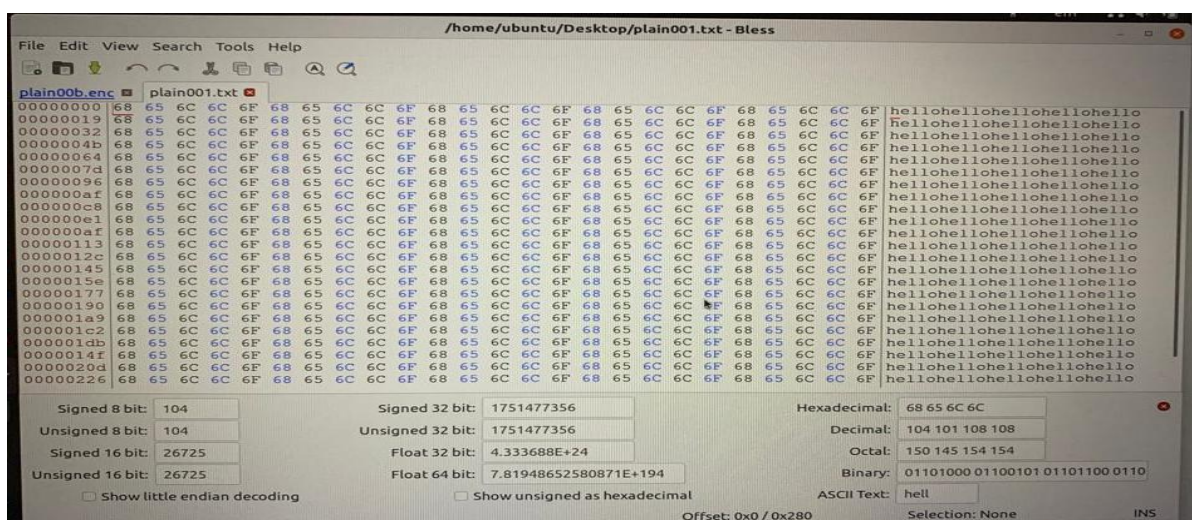 /home/ubuntu/Desktop/plain001.txt - Bless
File Edit View Search Tools Help
plain00b.enc plain001.txt
00000000 68 65 6C 6C 6F 68 65 6C 6C 6F 68 65 6C 6C 6F 68 65 6C 6C 6F 68 65 6C 6C 6F hellohellohellohellohello
00000019 68 65 6C 6C 6F 68 65 6C 6C 6F 68 65 6C 6C 6F 68 65 6C 6C 6F 68 65 6C 6C 6F hellohellohellohellohello
00000032 68 65 6C 6C 6F 68 65 6C 6C 6F 68 65 6C 6C 6F 68 65 6C 6C 6F 68 65 6C 6C 6F hellohellohellohellohello
0000004b 68 65 6C 6C 6F 68 65 6C 6C 6F 68 65 6C 6C 6F 68 65 6C 6C 6F 68 65 6C 6C 6F hellohellohellohellohello
00000064 68 65 6C 6C 6F 68 65 6C 6C 6F 68 65 6C 6C 6F 68 65 6C 6C 6F 68 65 6C 6C 6F hellohellohellohellohello
0000007d 68 65 6C 6C 6F 68 65 6C 6C 6F 68 65 6C 6C 6F 68 65 6C 6C 6F 68 65 6C 6C 6F hellohellohellohellohello
00000096 68 65 6C 6C 6F 68 65 6C 6C 6F 68 65 6C 6C 6F 68 65 6C 6C 6F 68 65 6C 6C 6F hellohellohellohellohello
000000af 68 65 6C 6C 6F 68 65 6C 6C 6F 68 65 6C 6C 6F 68 65 6C 6C 6F 68 65 6C 6C 6F hellohellohellohellohello
000000c8 68 65 6C 6C 6F 68 65 6C 6C 6F 68 65 6C 6C 6F 68 65 6C 6C 6F 68 65 6C 6C 6F hellohellohellohellohello
000000e1 68 65 6C 6C 6F 68 65 6C 6C 6F 68 65 6C 6C 6F 68 65 6C 6C 6F 68 65 6C 6C 6F hellohellohellohellohello
000000af 68 65 6C 6C 6F 68 65 6C 6C 6F 68 65 6C 6C 6F 68 65 6C 6C 6F 68 65 6C 6C 6F hellohellohellohellohello
00000113 68 65 6C 6C 6F 68 65 6C 6C 6F 68 65 6C 6C 6F 68 65 6C 6C 6F 68 65 6C 6C 6F hellohellohellohellohello
0000012c 68 65 6C 6C 6F 68 65 6C 6C 6F 68 65 6C 6C 6F 68 65 6C 6C 6F 68 65 6C 6C 6F hellohellohellohellohello
00000145 68 65 6C 6C 6F 68 65 6C 6C 6F 68 65 6C 6C 6F 68 65 6C 6C 6F 68 65 6C 6C 6F hellohellohellohellohello
0000015e 68 65 6C 6C 6F 68 65 6C 6C 6F 68 65 6C 6C 6F 68 65 6C 6C 6F 68 65 6C 6C 6F hellohellohellohellohello
00000177 68 65 6C 6C 6F 68 65 6C 6C 6F 68 65 6C 6C 6F 68 65 6C 6C 6F 68 65 6C 6C 6F hellohellohellohellohello
00000190 68 65 6C 6C 6F 68 65 6C 6C 6F 68 65 6C 6C 6F 68 65 6C 6C 6F 68 65 6C 6C 6F hellohellohellohellohello
000001a9 68 65 6C 6C 6F 68 65 6C 6C 6F 68 65 6C 6C 6F 68 65 6C 6C 6F 68 65 6C 6C 6F hellohellohellohellohello
000001c2 68 65 6C 6C 6F 68 65 6C 6C 6F 68 65 6C 6C 6F 68 65 6C 6C 6F 68 65 6C 6C 6F hellohellohellohellohello
000001db 68 65 6C 6C 6F 68 65 6C 6C 6F 68 65 6C 6C 6F 68 65 6C 6C 6F 68 65 6C 6C 6F hellohellohellohellohello
0000014f 68 65 6C 6C 6F 68 65 6C 6C 6F 68 65 6C 6C 6F 68 65 6C 6C 6F 68 65 6C 6C 6F hellohellohellohellohello
0000020d 68 65 6C 6C 6F 68 65 6C 6C 6F 68 65 6C 6C 6F 68 65 6C 6C 6F 68 65 6C 6C 6F hellohellohellohellohello
00000226 68 65 6C 6C 6F 68 65 6C 6C 6F 68 65 6C 6C 6F 68 65 6C 6C 6F 68 65 6C 6C 6F hellohellohellohellohello
Signed 8 bit: 104 Signed 32 bit: 1751477356 Hexadecimal: 68 65 6C 6C
Unsigned 8 bit: 104 Unsigned 32 bit: 1751477356 Decimal: 104 101 108 108
Signed 16 bit: 26725 Float 32 bit: 4.333688E+24 Octal: 150 145 154 154
Unsigned 16 bit: 26725 Float 64 bit: 7.81948652580871E+194 Binary: 01101000 01100101 01101100 0110
Show little endian decoding Show unsigned as hexadecimal ASCII Text: hell
Offset: 0x0 / 0x280 Selection: None INS